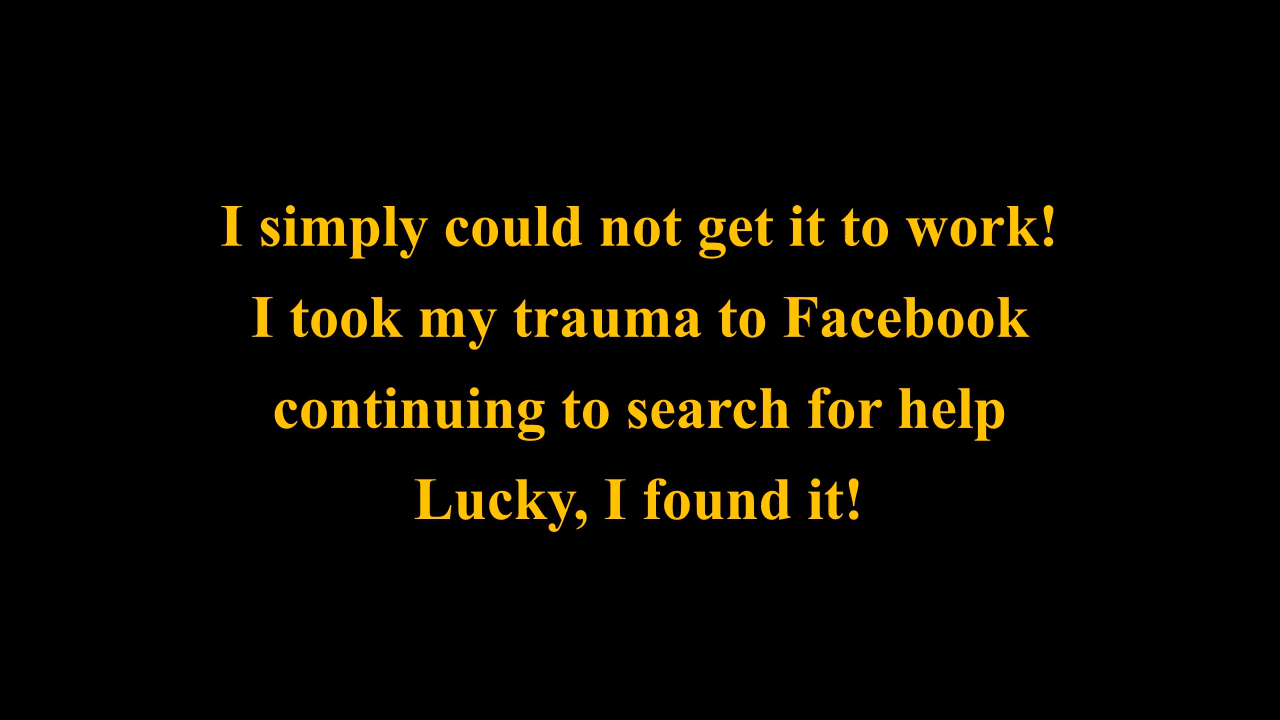 I simply could not get it to work!
I took my trauma to Facebook
continuing to search for help
Lucky, I found it!